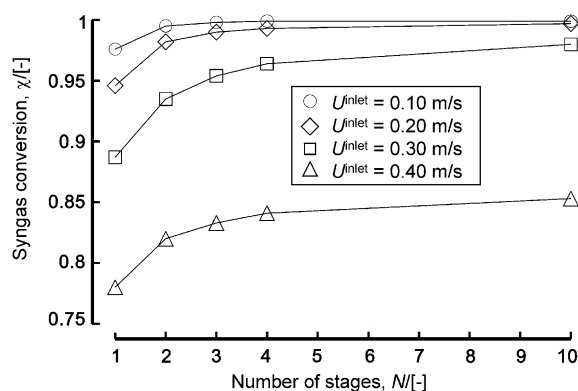 1
0.95
0.9
0.85
0.8
0.75
Syngas conversion, χ/[-]
Uinlet = 0.10 m/s
Uinlet = 0.20 m/s
Uinlet = 0.30 m/s
Uinlet = 0.40 m/s
1 2 3 4 5 6 7 8 9 10
Number of stages, N/[-]